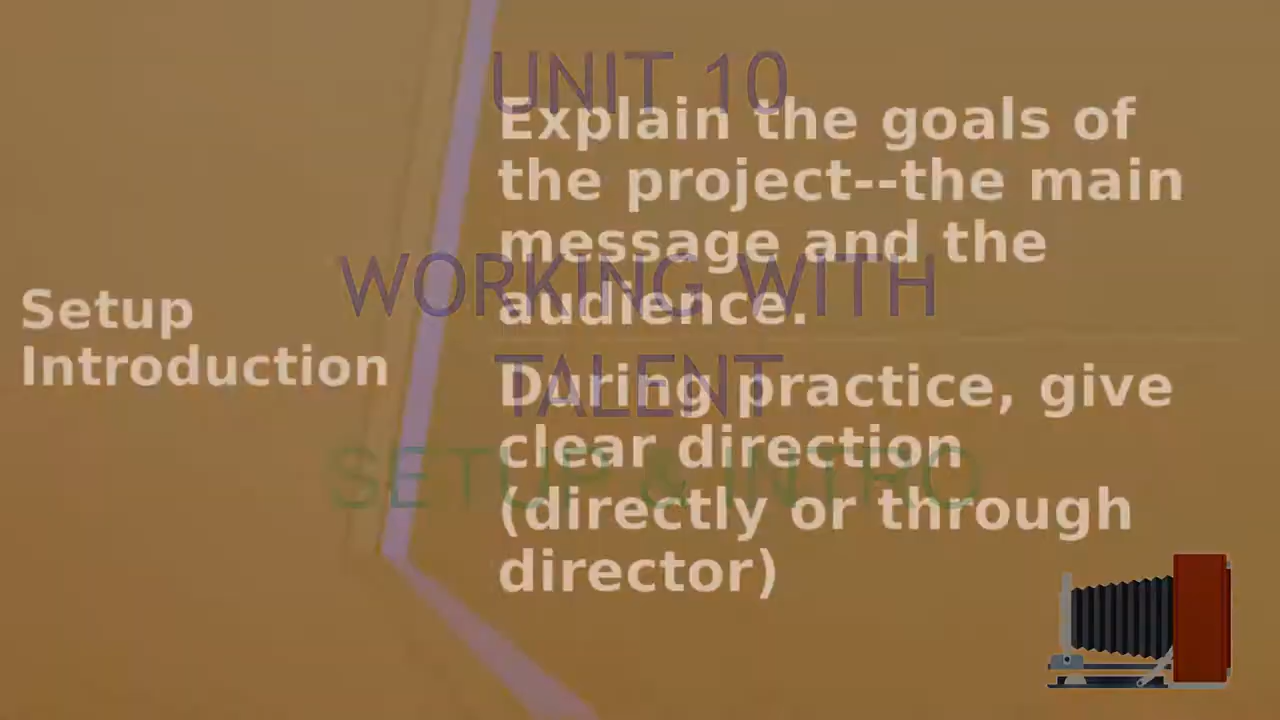 UNIT 10
WORKING WITH
TALENT
SETUP & INTRO
Setup
Introduction
Explain the goals of
the project--the main
message and the
audience.
During practice, give
clear direction
(directly or through
director)